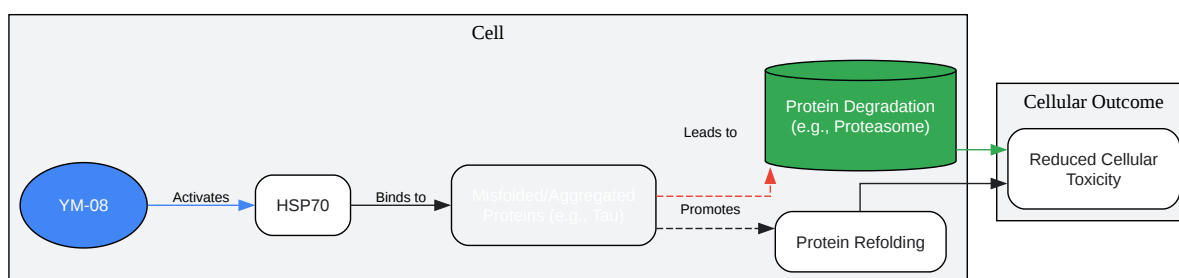 Cell
YM-08
Activates
HSP70
Binds to
Misfolded/Aggregated
Proteins (e.g., Tau)
Leads to
Promotes
Protein Degradation
(e.g., Proteasome)
Protein Refolding
Cellular Outcome
Reduced Cellular
Toxicity